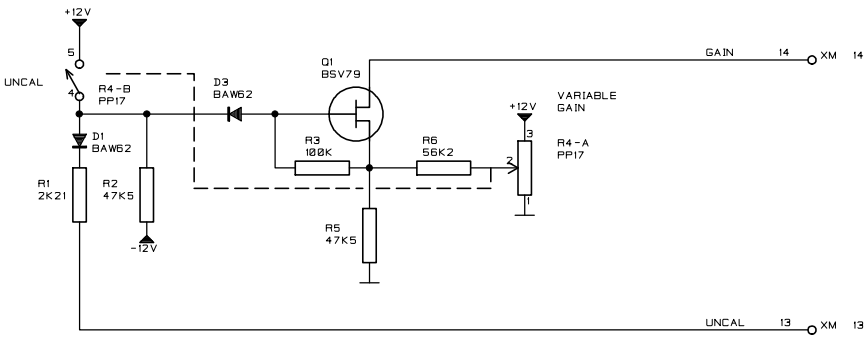 +12V
5
UNCAL
4
R4-B
PP17
D1
BAW62
R1
2K21
R2
47K5
-12V
D3
BAW62
Q1
BSV79
R3
100K
R6
56K2
R5
47K5
VARIABLE
GAIN
+12V
3
R4-A
PP17
2
1
GAIN 14 XM 14
UNCAL 13 XM 13